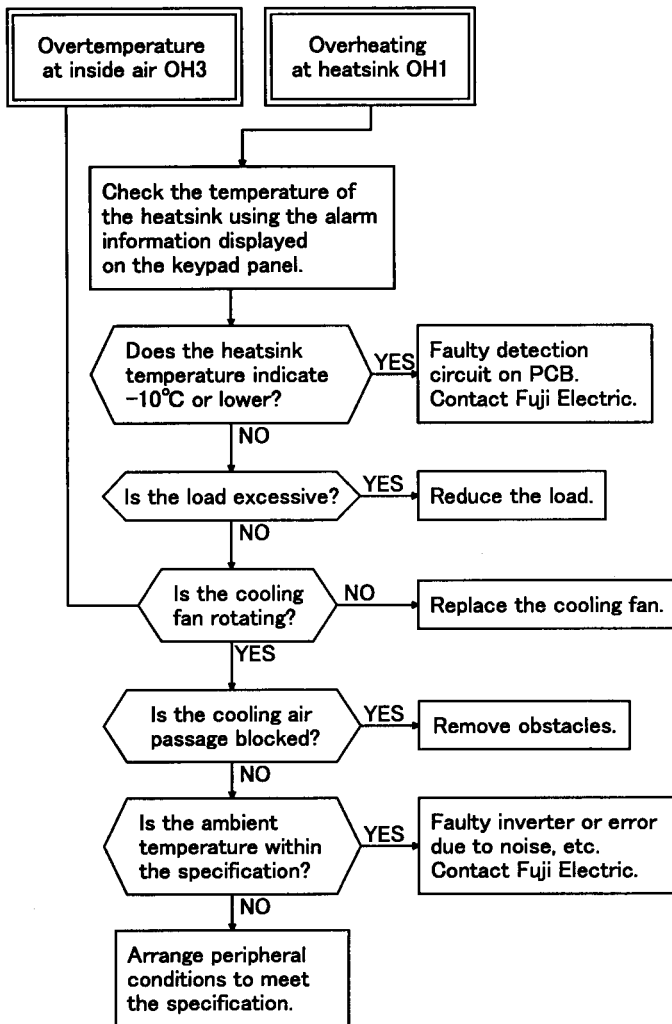 Overtemperature
at inside air OH3
Overheating
at heatsink OH1
Check the temperature of
the heatsink using the alarm
information displayed
on the keypad panel.
Does the heatsink
temperature indicate
−10°C or lower?
YES
Faulty detection
circuit on PCB.
Contact Fuji Electric.
NO
Is the load excessive?
YES
Reduce the load.
NO
Is the cooling
fan rotating?
NO
Replace the cooling fan.
YES
Is the cooling air
passage blocked?
YES
Remove obstacles.
NO
Is the ambient
temperature within
the specification?
YES
Faulty inverter or error
due to noise, etc.
Contact Fuji Electric.
NO
Arrange peripheral
conditions to meet
the specification.